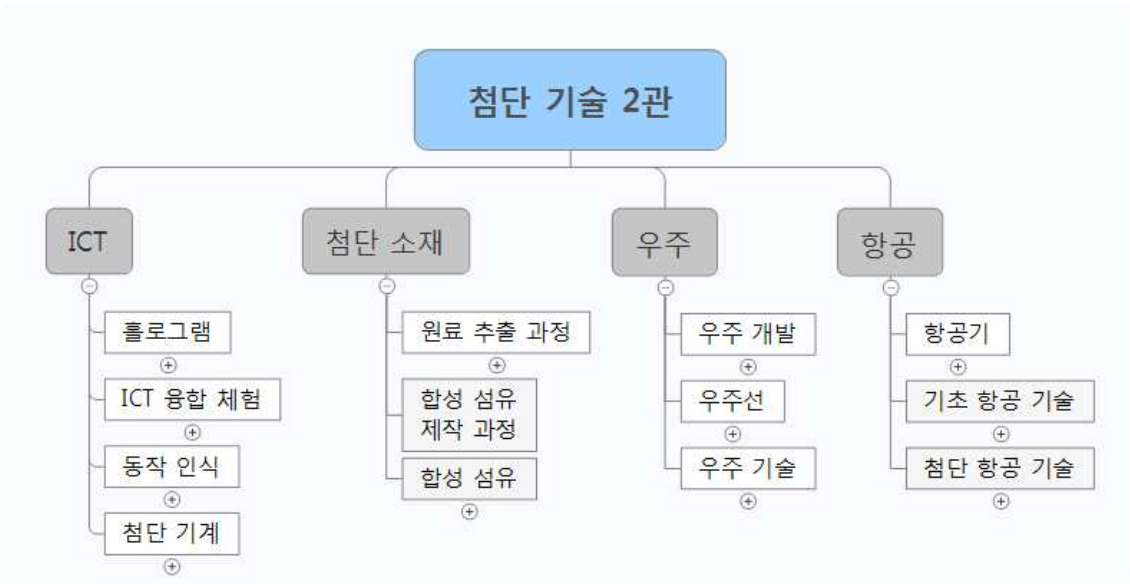 첨단 기술 2관
ICT
홀로그램
ICT 융합 체험
동작 인식
첨단 기계
첨단 소재
원료 추출 과정
합성 섬유
제작 과정
합성 섬유
우주
우주 개발
우주선
우주 기술
항공
항공기
기초 항공 기술
첨단 항공 기술